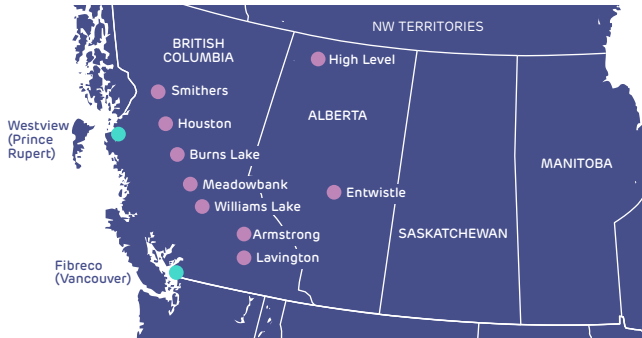 NW TERRITORIES
BRITISH
COLUMBIA
High Level
Smithers
ALBERTA
Westview
(Prince
Rupert)
Houston
Burns Lake
MANITOBA
Meadowbank
Entwistle
Williams Lake
Armstrong
SASKATCHEWAN
Lavington
Fibreco
(Vancouver)